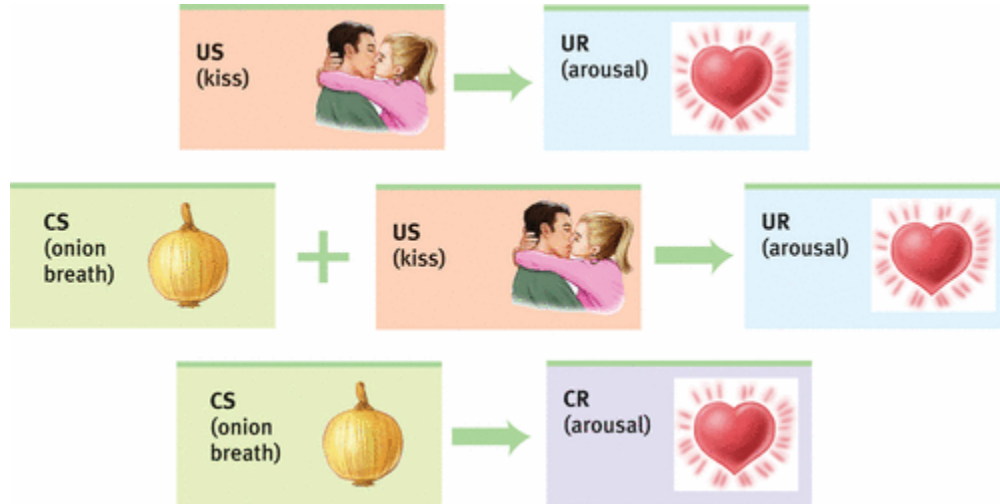 US
(kiss)
UR
(arousal)
CS
(onion
breath)
US
(kiss)
UR
(arousal)
CS
(onion
breath)
CR
(arousal)